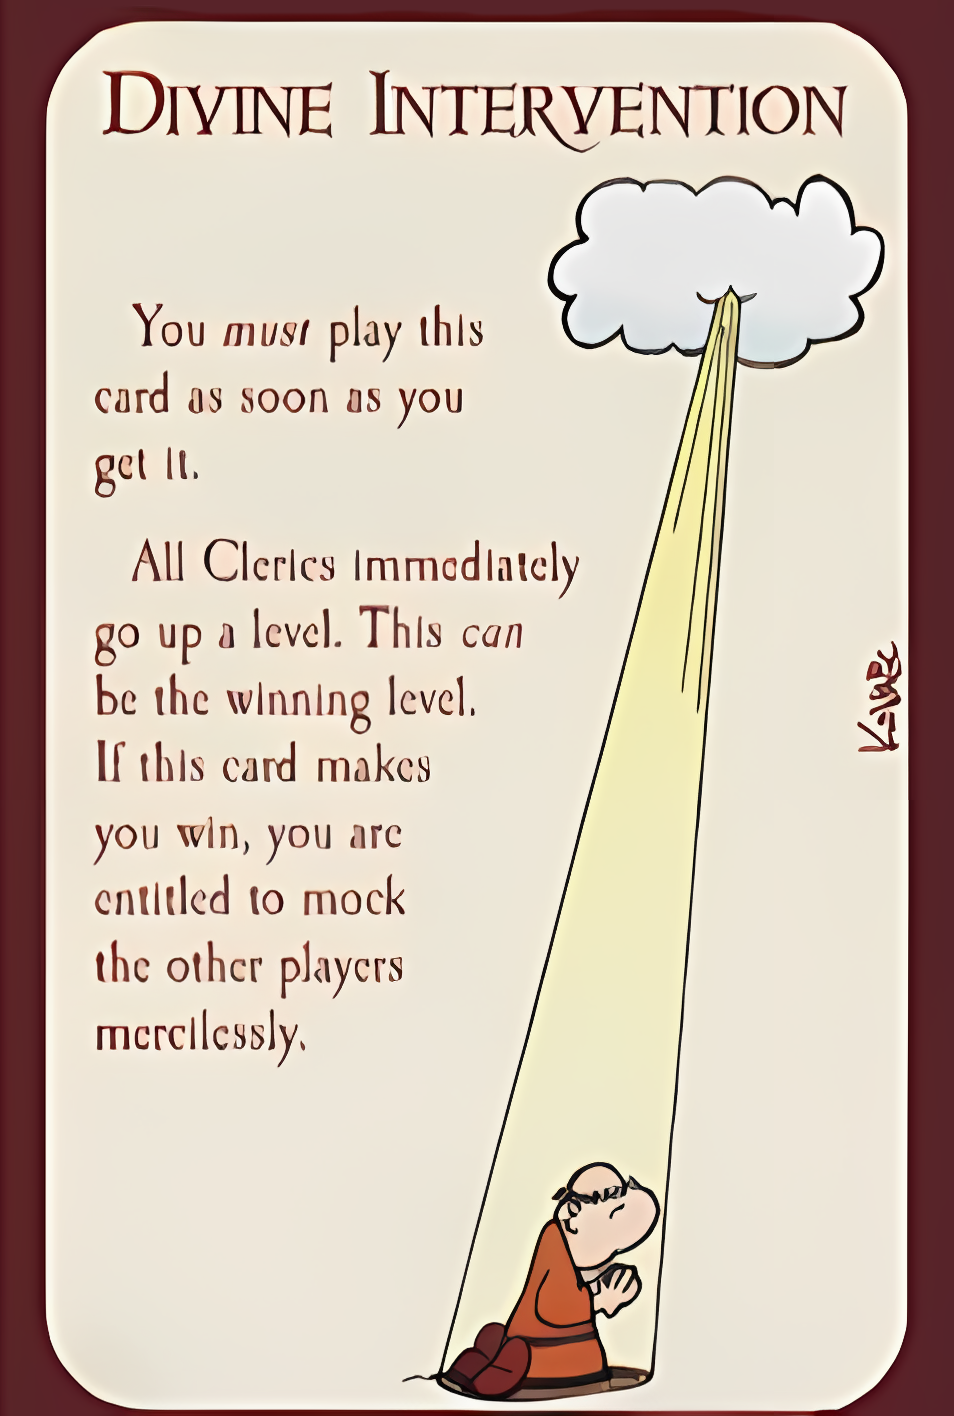 Divine Intervention
You must play this
card as soon as you
get it.
All Clerics immediately
go up a level. This can
be the winning level.
If this card makes
you win, you are
entitled to mock
the other players
mercilessly.